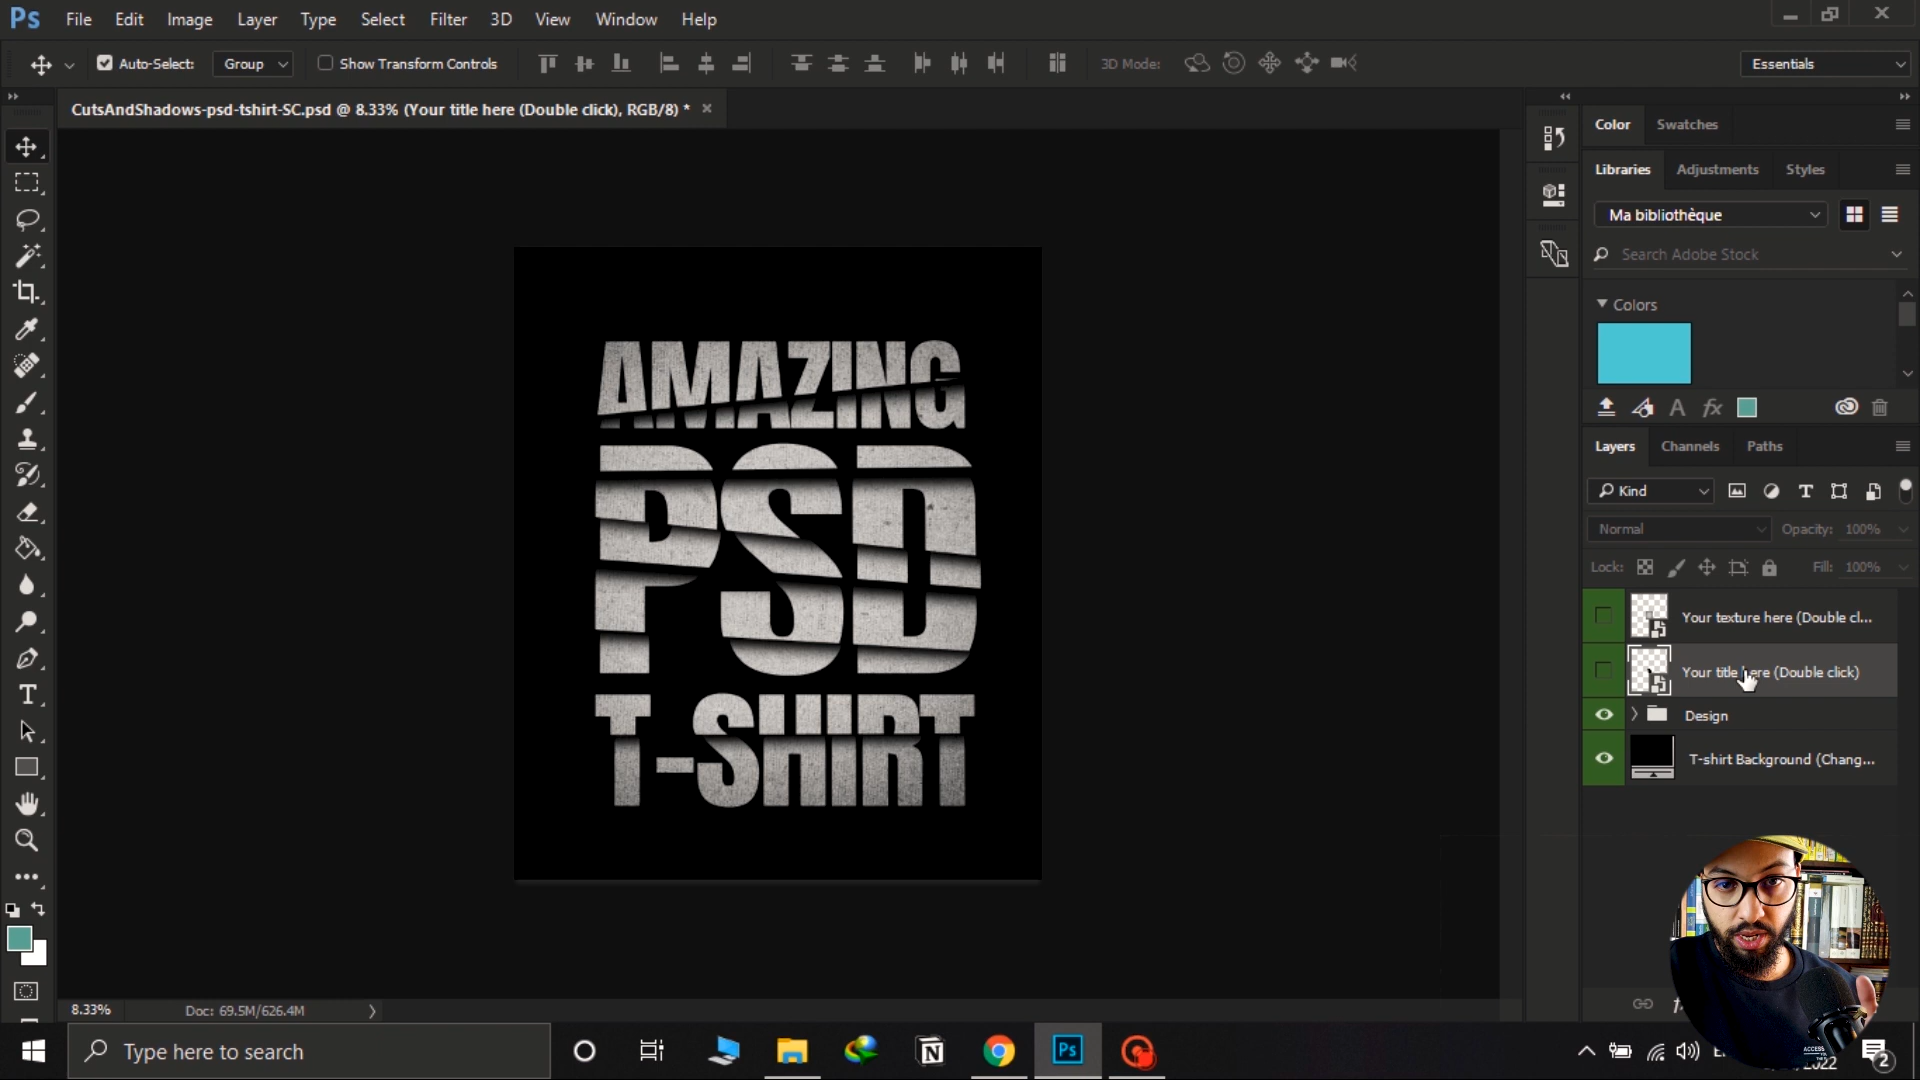 Ps File Edit Image Layer Type Select Filter 3D View Window Help
Auto-Select: Group Show Transform Controls 3D Mode: Essentials
CutsAndShadows-psd-tshirt-SC.psd @ 8.33% (Your title here (Double click), RGB/8) *
Color Swatches
Libraries Adjustments Styles
Ma bibliothèque
Search Adobe Stock
Colors
Layers Channels Paths
Kind
Normal Opacity: 100%
Lock: Fill: 100%
Your texture here (Double cl...
Your title here (Double click)
Design
T-shirt Background (Chang...
AMAZING
PSD
T-SHIRT
8.33% Doc: 69.5M/626.4M
Type here to search
Ps
2022
2